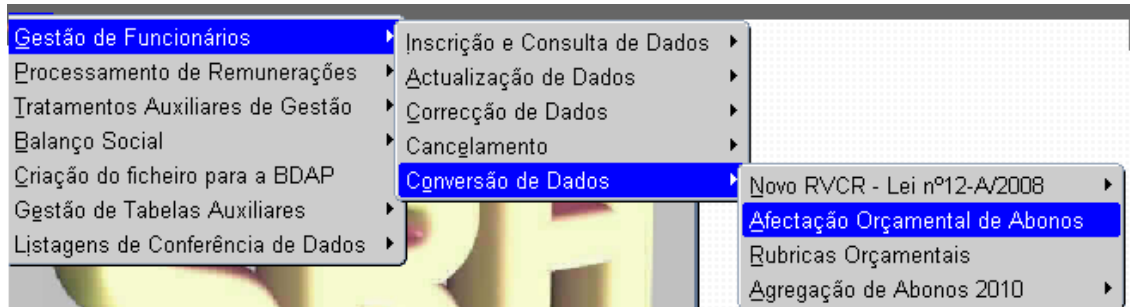 Gestão de Funcionários
Processamento de Remunerações
Tratamentos Auxiliares de Gestão
Balanço Social
Criação do ficheiro para a BDAP
Gestão de Tabelas Auxiliares
Listagens de Conferência de Dados
Inscrição e Consulta de Dados
Actualização de Dados
Correcção de Dados
Cancelamento
Conversão de Dados
Novo RVCR - Lei nº12-A/2008
Afectação Orçamental de Abonos
Rubricas Orçamentais
Agregação de Abonos 2010
SRH